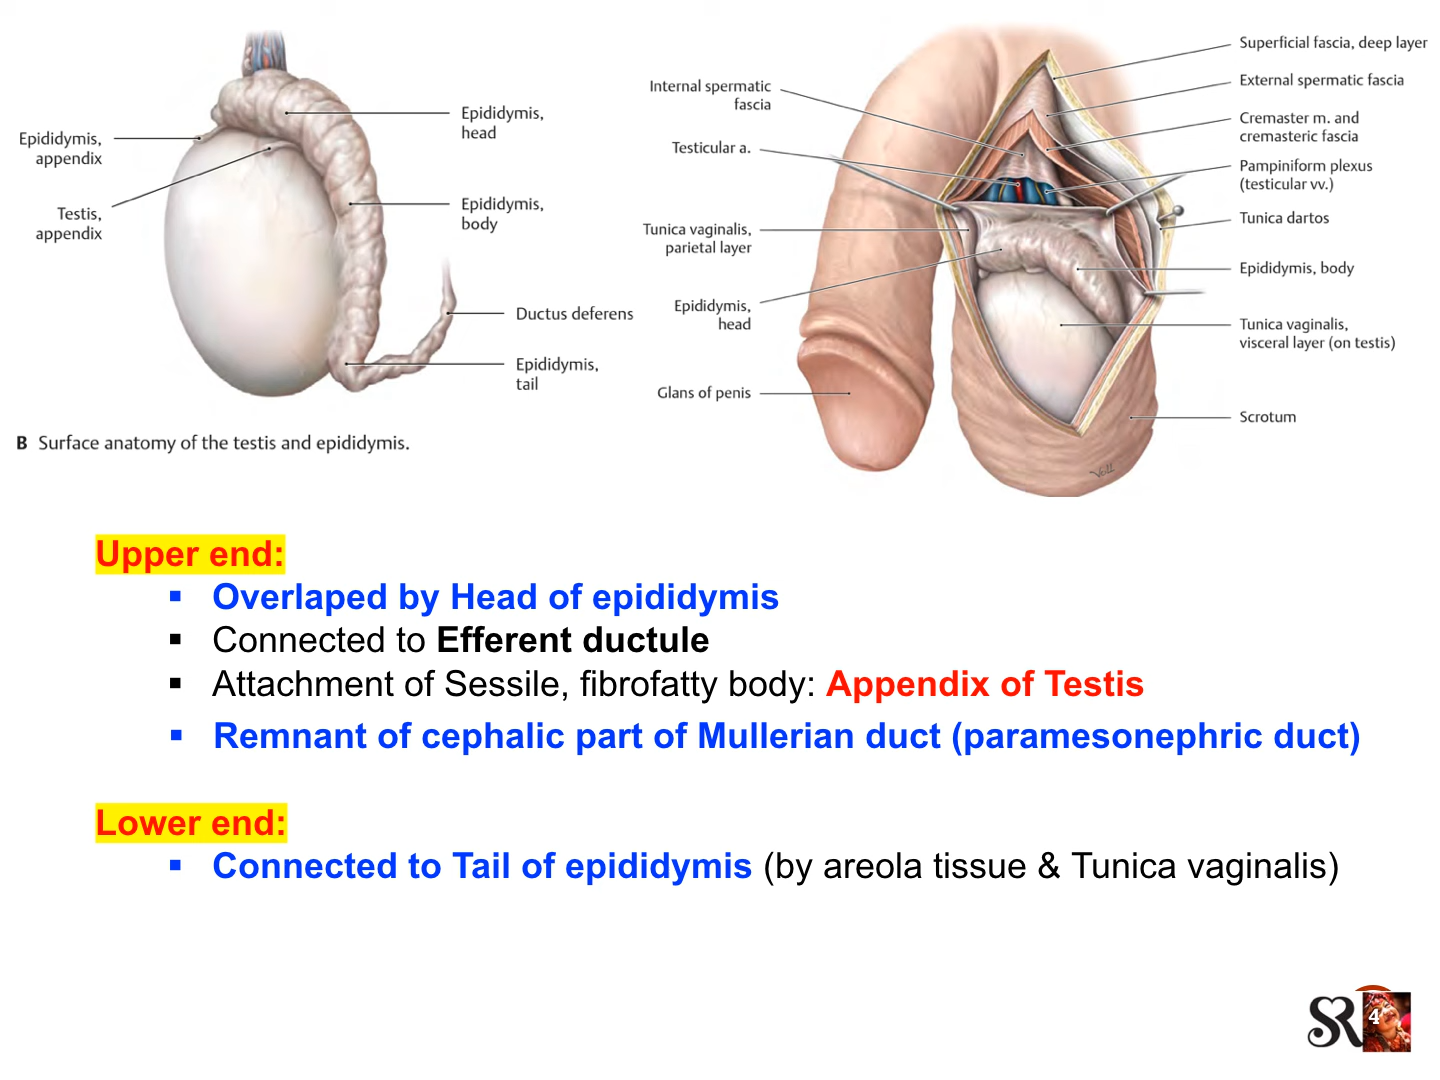 Epididymis,
appendix
Testis,
appendix
Epididymis,
head
Epididymis,
body
Ductus deferens
Epididymis,
tail
B Surface anatomy of the testis and epididymis.
Internal spermatic
fascia
Testicular a.
Tunica vaginalis,
parietal layer
Epididymis,
head
Glans of penis
Superficial fascia, deep layer
External spermatic fascia
Cremaster m. and
cremasteric fascia
Pampiniform plexus
(testicular vv.)
Tunica dartos
Epididymis, body
Tunica vaginalis,
visceral layer (on testis)
Scrotum
Voll
Upper end:
▪ Overlaped by Head of epididymis
▪ Connected to Efferent ductule
▪ Attachment of Sessile, fibrofatty body: Appendix of Testis
▪ Remnant of cephalic part of Mullerian duct (paramesonephric duct)
Lower end:
▪ Connected to Tail of epididymis (by areola tissue & Tunica vaginalis)
SR
4